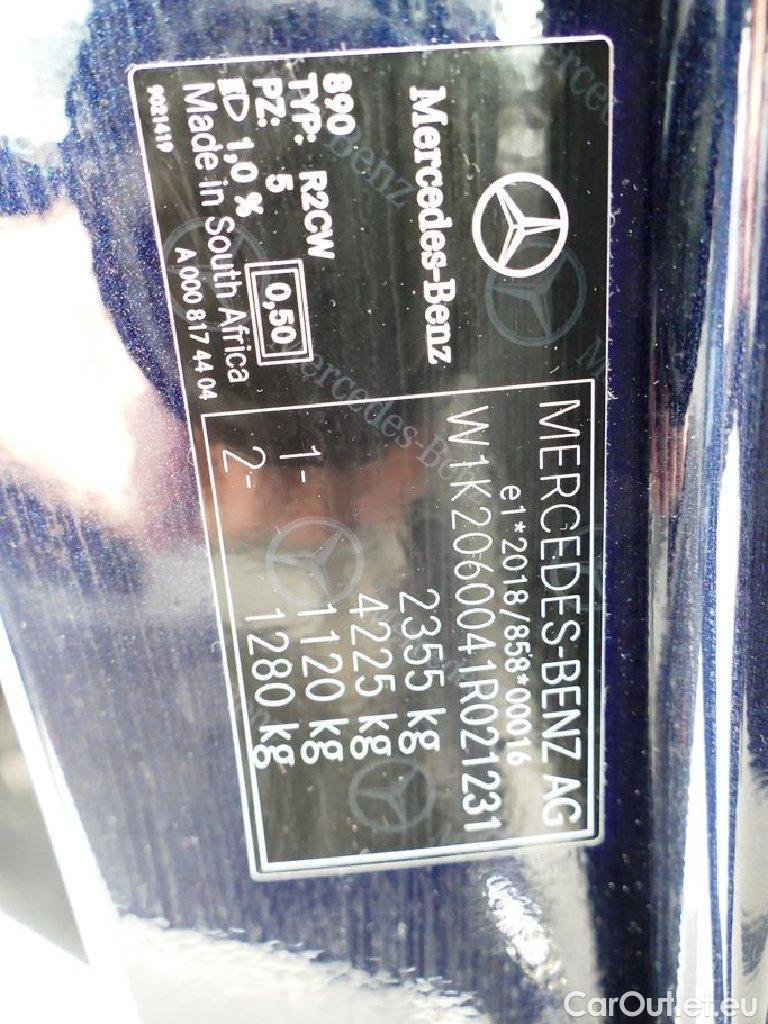 Mercedes-Benz
890
TYP: R2CW
PZ: 5
1,0 % 0,50
Made in South Africa
9021419 A 000 817 44 04
MERCEDES-BENZ AG
e1*2018/858*00016
W1K2060041R021231
2355 kg
4225 kg
1- 1120 kg
2- 1280 kg
CarOutlet.eu